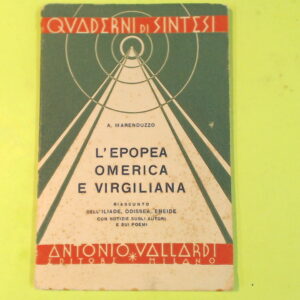 QVADERNI DI SINTESI
A. MARENDUZZO
L'EPOPEA
OMERICA
E VIRGILIANA
RIASSUNTO
DELL'ILIADE, ODISSEA, ENEIDE
CON NOTIZIE SUGLI AUTORI
E SUI POEMI
ANTONIO VALLARDI
EDITORE MILANO